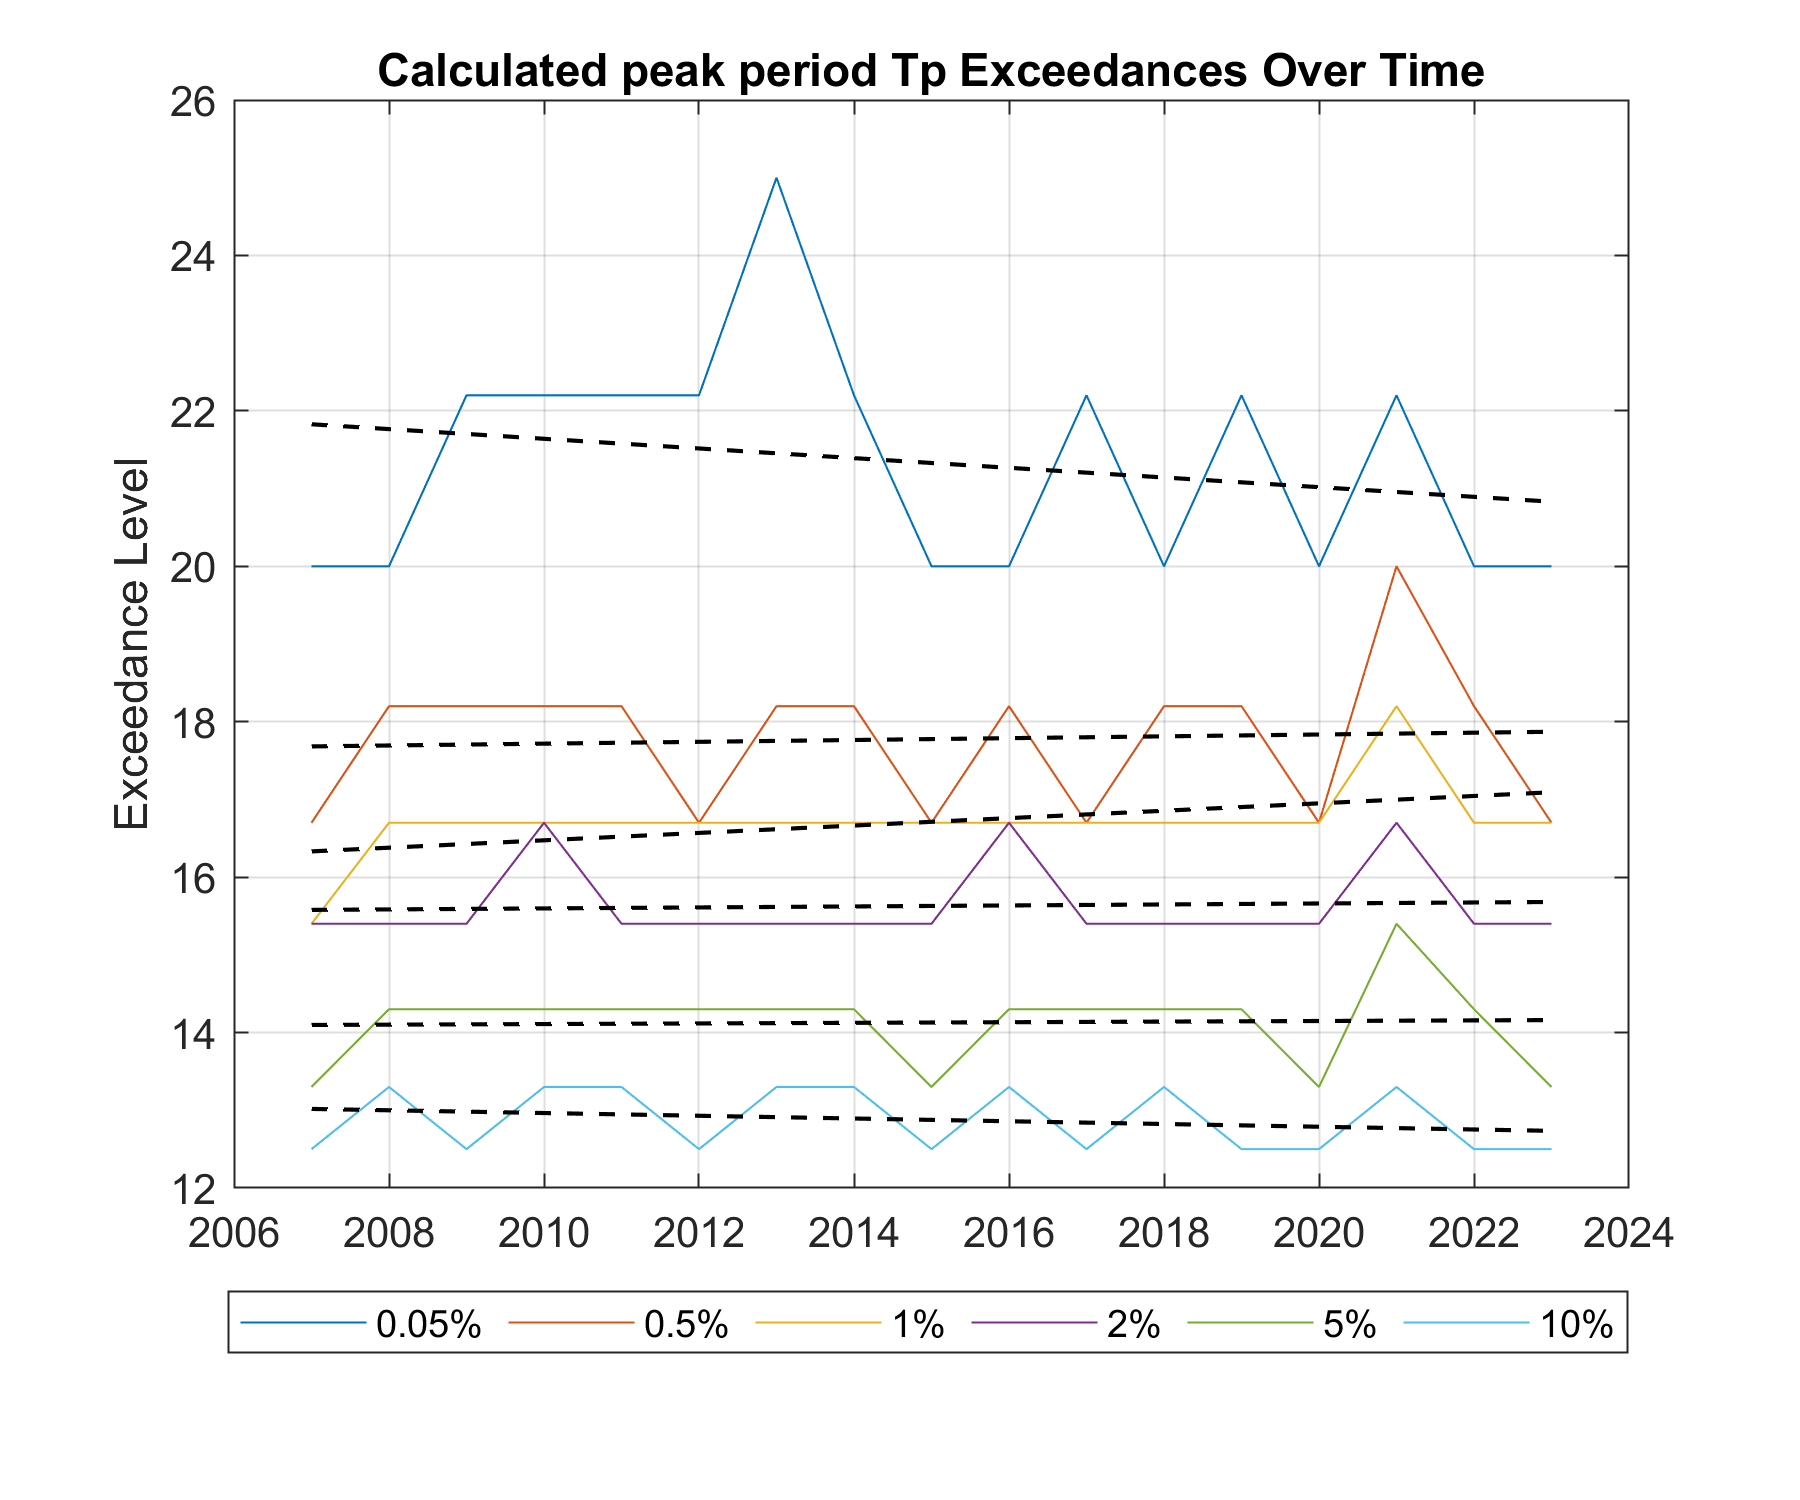 Calculated peak period Tp Exceedances Over Time
26
24
22
20
18
16
14
12
Exceedance Level
2006 2008 2010 2012 2014 2016 2018 2020 2022 2024
0.05% 0.5% 1% 2% 5% 10%